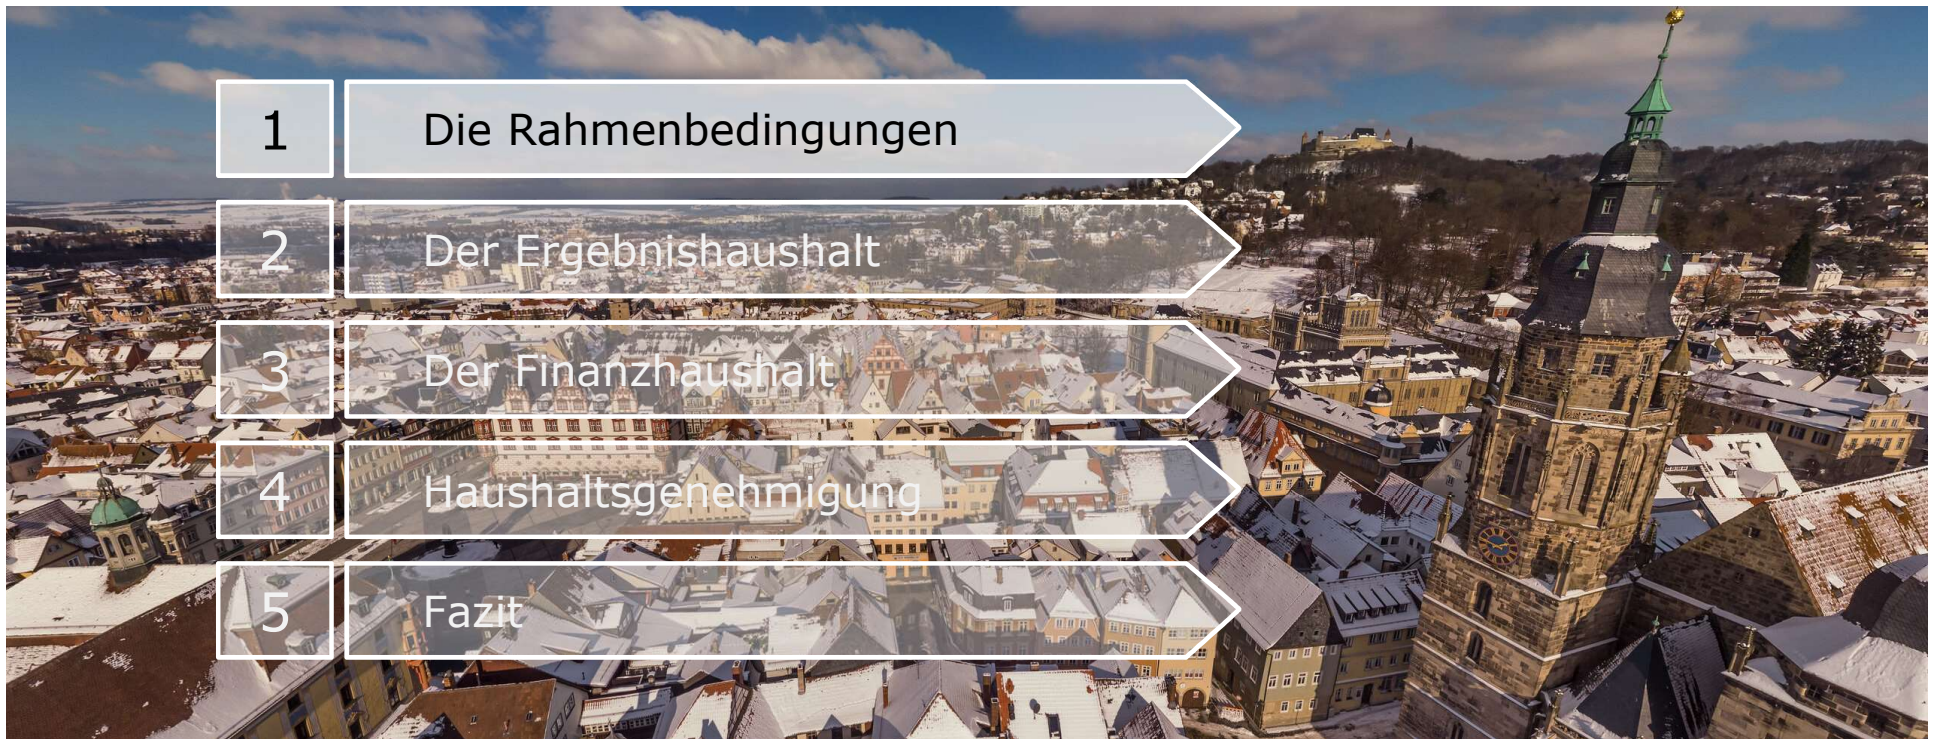 1 Die Rahmenbedingungen
2 Der Ergebnishaushalt
3 Der Finanzhaushalt
4 Haushaltsgenehmigung
5 Fazit